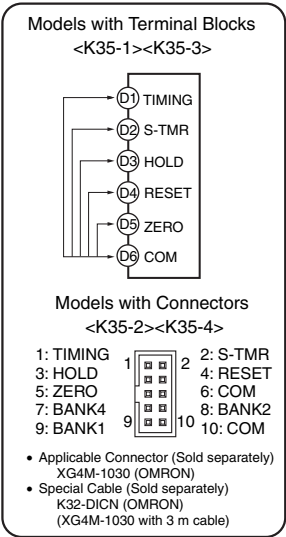 Models with Terminal Blocks
<K35-1><K35-3>
D1 TIMING
D2 S-TMR
D3 HOLD
D4 RESET
D5 ZERO
D6 COM
Models with Connectors
<K35-2><K35-4>
1: TIMING 1 2 2: S-TMR
3: HOLD 4: RESET
5: ZERO 6: COM
7: BANK4 8: BANK2
9: BANK1 9 10 10: COM
• Applicable Connector (Sold separately)
XG4M-1030 (OMRON)
• Special Cable (Sold separately)
K32-DICN (OMRON)
(XG4M-1030 with 3 m cable)